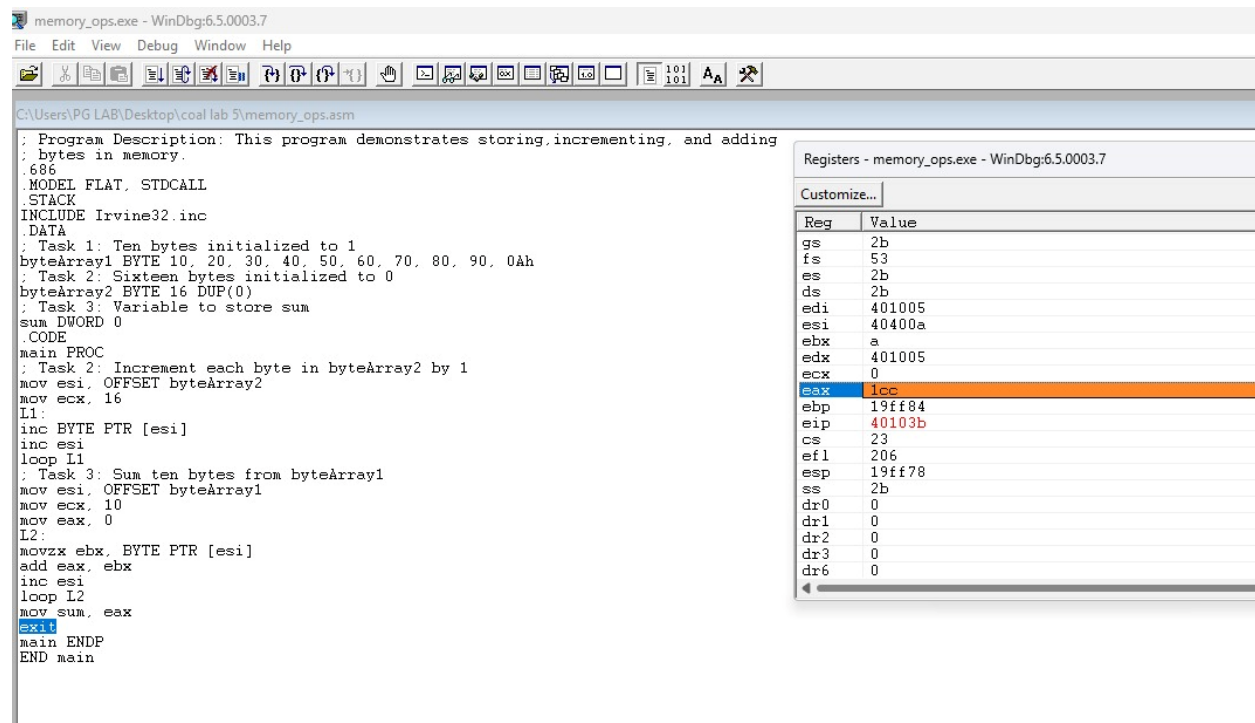 memory_ops.exe - WinDbg:6.5.0003.7
File Edit View Debug Window Help
C:\Users\PG LAB\Desktop\coal lab 5\memory_ops.asm
; Program Description: This program demonstrates storing,incrementing, and adding
; bytes in memory.
.686
.MODEL FLAT, STDCALL
.STACK
INCLUDE Irvine32.inc
.DATA
; Task 1: Ten bytes initialized to 1
byteArray1 BYTE 10, 20, 30, 40, 50, 60, 70, 80, 90, 0Ah
; Task 2: Sixteen bytes initialized to 0
byteArray2 BYTE 16 DUP(0)
; Task 3: Variable to store sum
sum DWORD 0
.CODE
main PROC
; Task 2: Increment each byte in byteArray2 by 1
mov esi, OFFSET byteArray2
mov ecx, 16
L1:
inc BYTE PTR [esi]
inc esi
loop L1
; Task 3: Sum ten bytes from byteArray1
mov esi, OFFSET byteArray1
mov ecx, 10
mov eax, 0
L2:
movzx ebx, BYTE PTR [esi]
add eax, ebx
inc esi
loop L2
mov sum, eax
exit
main ENDP
END main
Registers - memory_ops.exe - WinDbg:6.5.0003.7
Customize...
Reg Value
gs 2b
fs 53
es 2b
ds 2b
edi 401005
esi 40400a
ebx a
edx 401005
ecx 0
eax 1cc
ebp 19ff84
eip 40103b
cs 23
efl 206
esp 19ff78
ss 2b
dr0 0
dr1 0
dr2 0
dr3 0
dr6 0